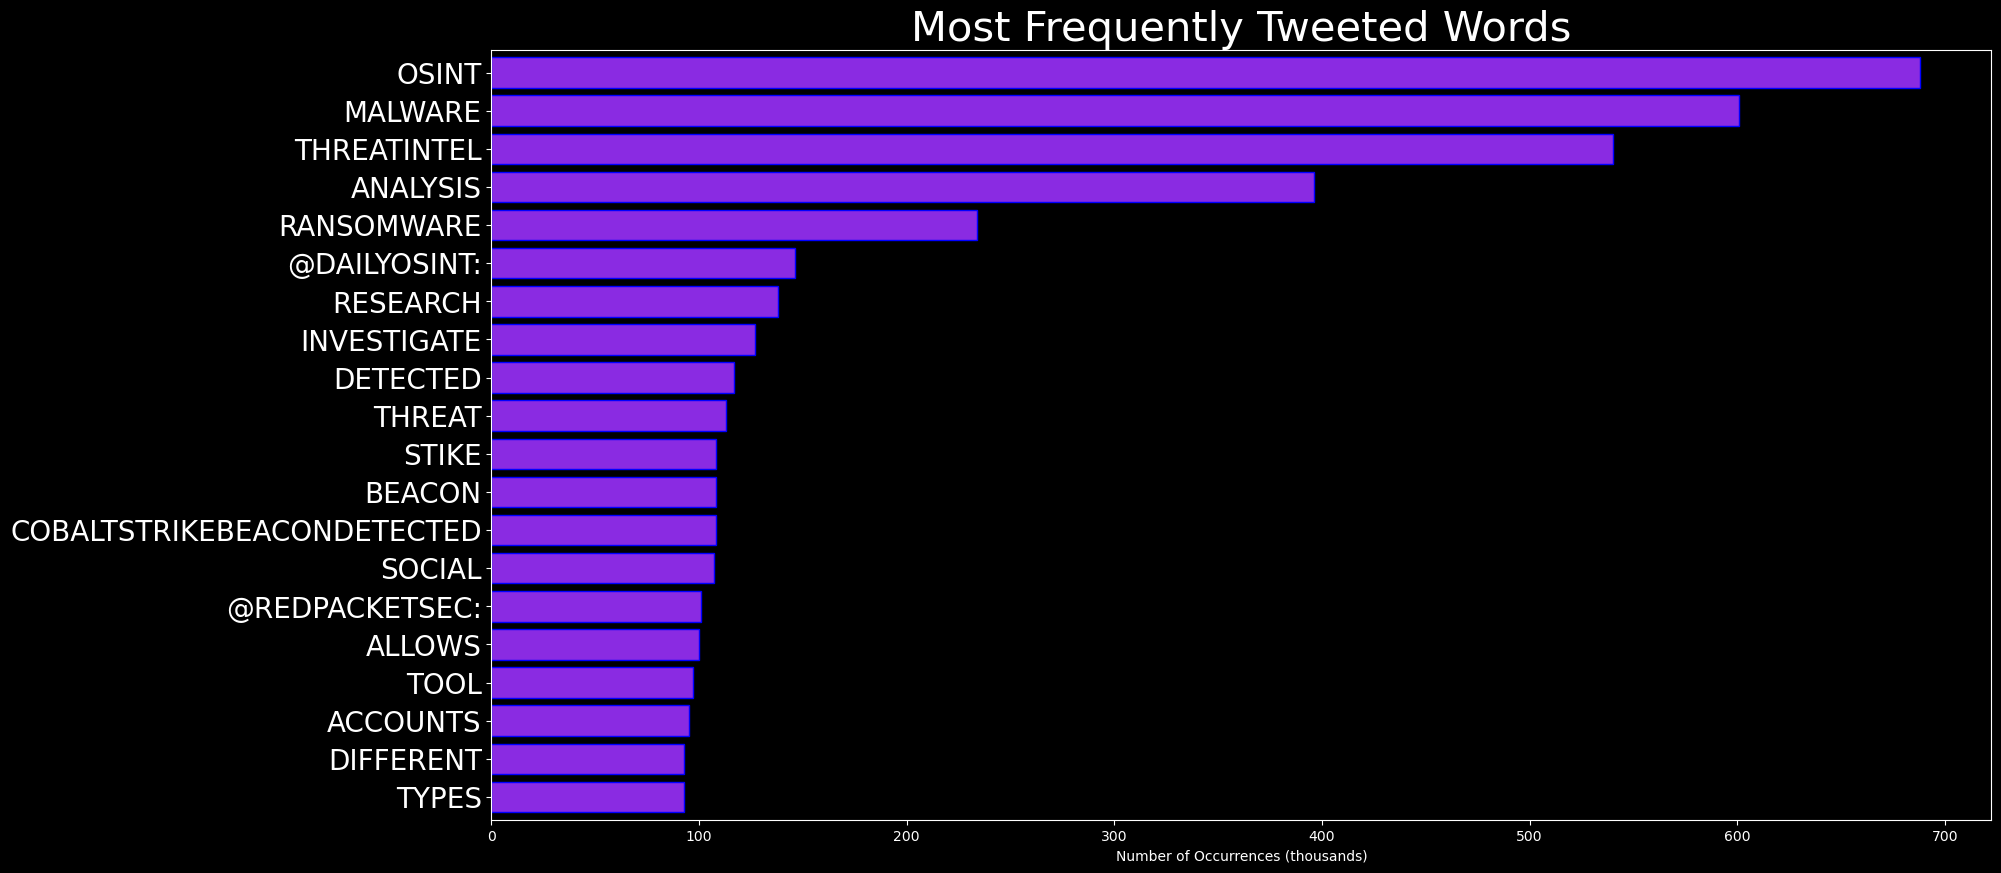 Most Frequently Tweeted Words
OSINT
MALWARE
THREATINTEL
ANALYSIS
RANSOMWARE
@DAILYOSINT:
RESEARCH
INVESTIGATE
DETECTED
THREAT
STIKE
BEACON
COBALTSTRIKEBEACONDETECTED
SOCIAL
@REDPACKETSEC:
ALLOWS
TOOL
ACCOUNTS
DIFFERENT
TYPES
0 100 200 300 400 500 600 700
Number of Occurrences (thousands)